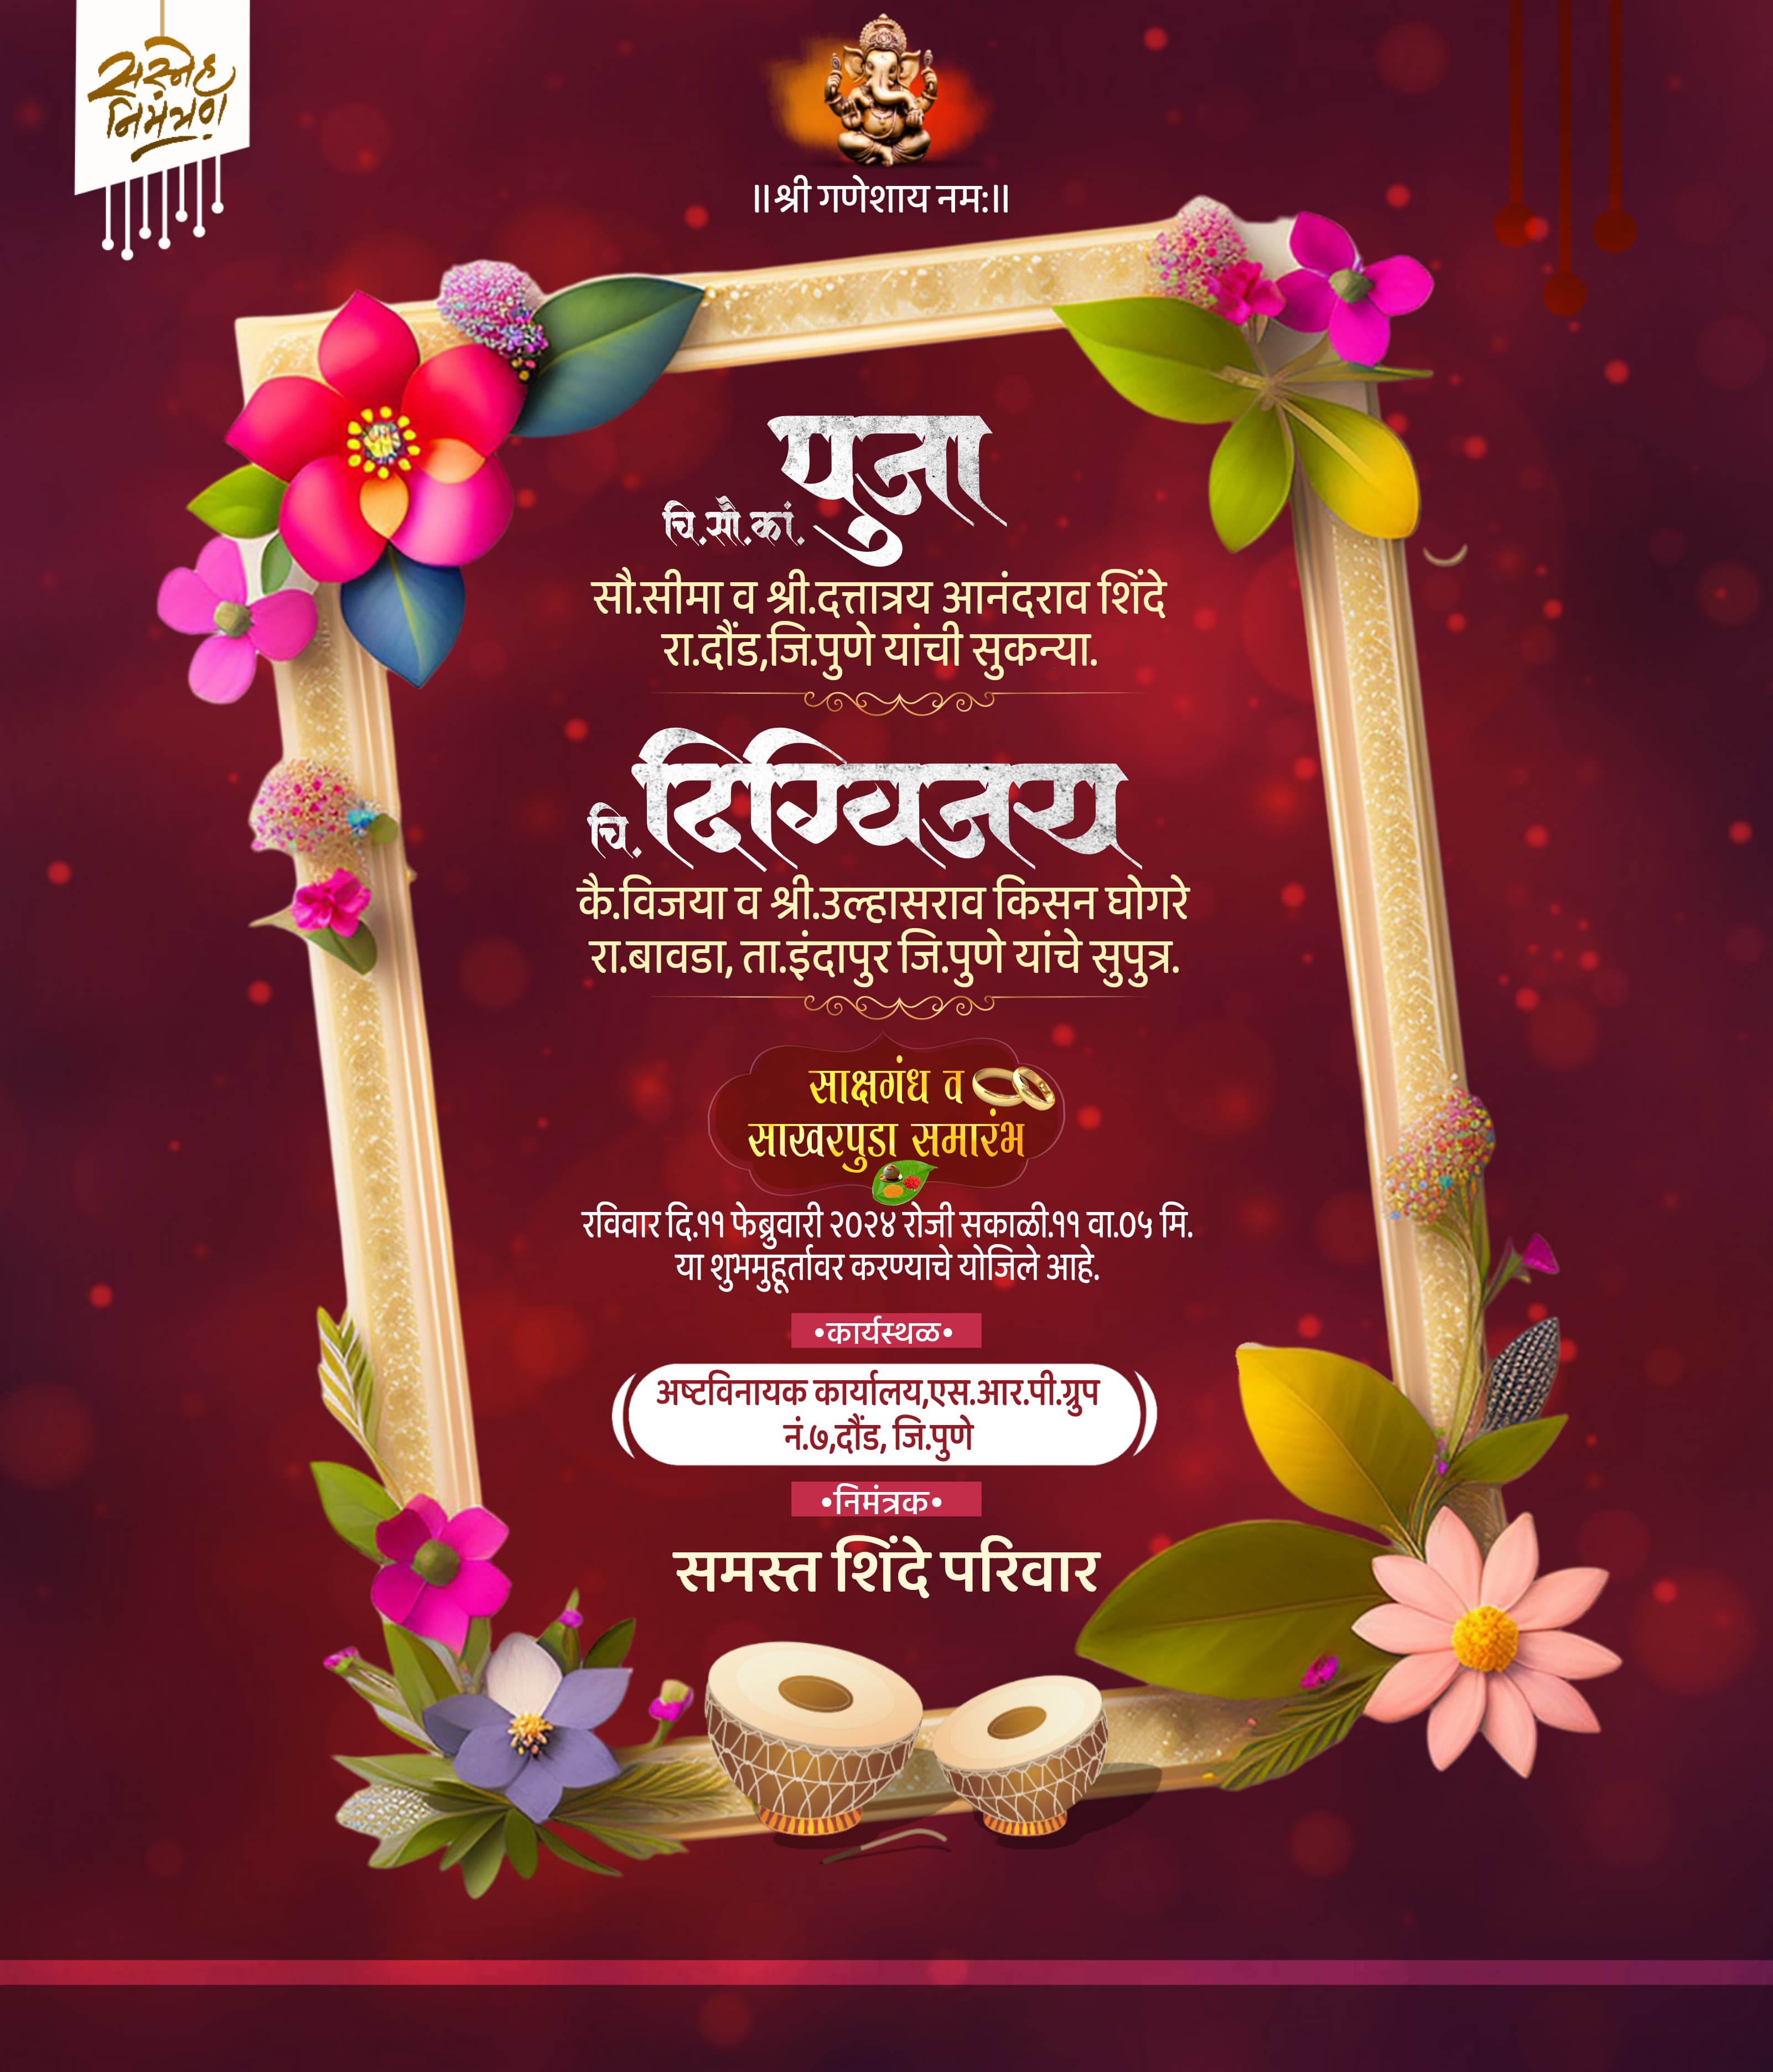 सस्नेह
निमंत्रण
॥श्री गणेशाय नम:॥
चि.सौ.कां. पुजा
सौ.सीमा व श्री.दत्तात्रय आनंदराव शिंदे
रा.दौंड,जि.पुणे यांची सुकन्या.
चि. दिग्विजय
कै.विजया व श्री.उल्हासराव किसन घोगरे
रा.बावडा, ता.इंदापुर जि.पुणे यांचे सुपुत्र.
साक्षगंध व
साखरपुडा समारंभ
रविवार दि.११ फेब्रुवारी २०२४ रोजी सकाळी.११ वा.०५ मि.
या शुभमुहूर्तावर करण्याचे योजिले आहे.
•कार्यस्थळ•
अष्टविनायक कार्यालय,एस.आर.पी.ग्रुप
नं.७,दौंड, जि.पुणे
•निमंत्रक•
समस्त शिंदे परिवार